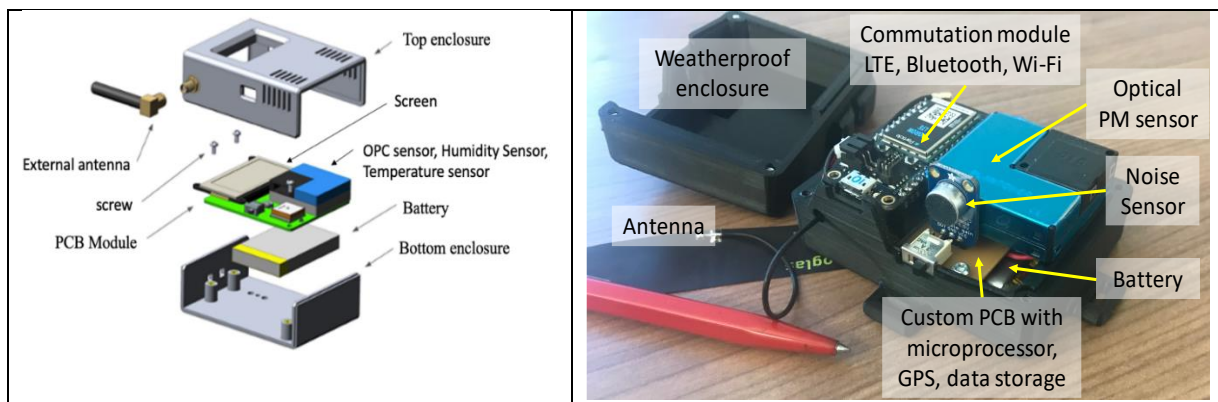 Top enclosure
Screen
External antenna
OPC sensor, Humidity Sensor,
Temperature sensor
screw
Battery
PCB Module
Bottom enclosure
Commutation module
LTE, Bluetooth, Wi-Fi
Weatherproof
enclosure
Optical
PM sensor
Noise
Sensor
Antenna
Battery
Custom PCB with
microprocessor,
GPS, data storage